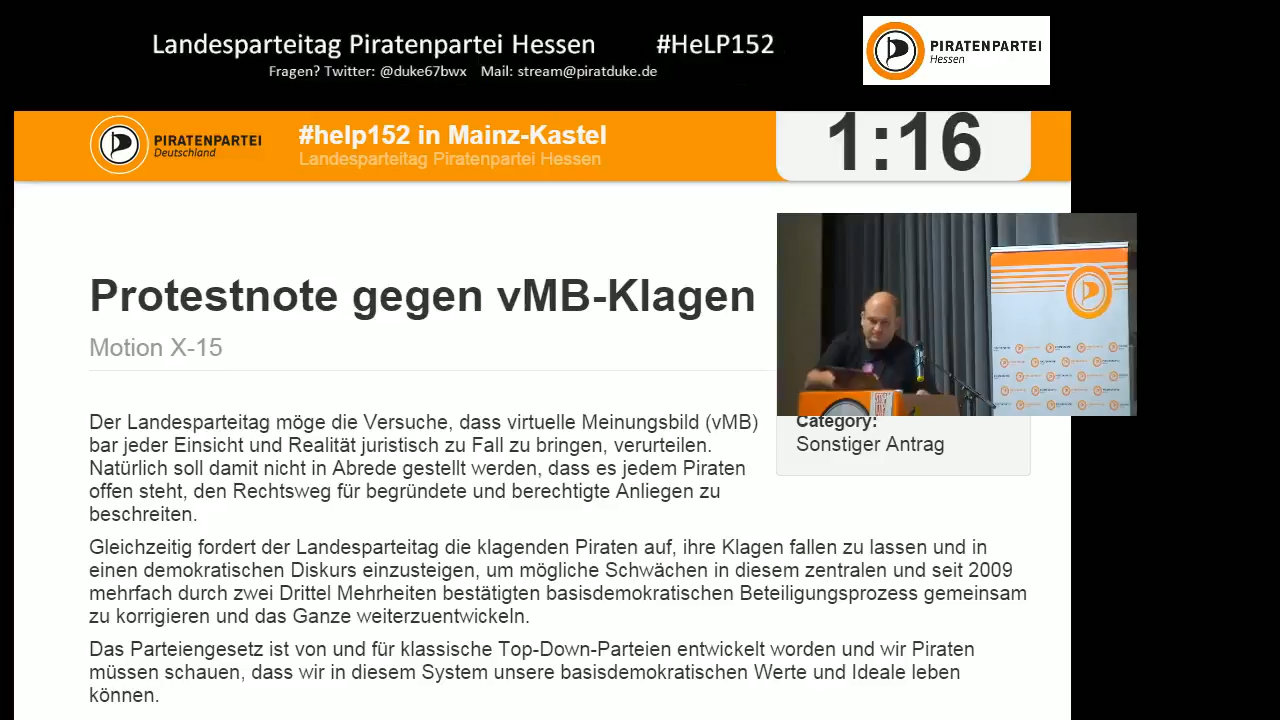 Landesparteitag Piratenpartei Hessen #HeLP152
Fragen? Twitter: @duke67bwx Mail: stream@piratduke.de
PIRATENPARTEI
Hessen
PIRATENPARTEI
Deutschland
#help152 in Mainz-Kastel
Landesparteitag Piratenpartei Hessen
1:16
Protestnote gegen vMB-Klagen
Motion X-15
Der Landesparteitag möge die Versuche, dass virtuelle Meinungsbild (vMB)
bar jeder Einsicht und Realität juristisch zu Fall zu bringen, verurteilen.
Natürlich soll damit nicht in Abrede gestellt werden, dass es jedem Piraten
offen steht, den Rechtsweg für begründete und berechtigte Anliegen zu
beschreiten.
Category:
Sonstiger Antrag
Gleichzeitig fordert der Landesparteitag die klagenden Piraten auf, ihre Klagen fallen zu lassen und in
einen demokratischen Diskurs einzusteigen, um mögliche Schwächen in diesem zentralen und seit 2009
mehrfach durch zwei Drittel Mehrheiten bestätigten basisdemokratischen Beteiligungsprozess gemeinsam
zu korrigieren und das Ganze weiterzuentwickeln.
Das Parteiengesetz ist von und für klassische Top-Down-Parteien entwickelt worden und wir Piraten
müssen schauen, dass wir in diesem System unsere basisdemokratischen Werte und Ideale leben
können.